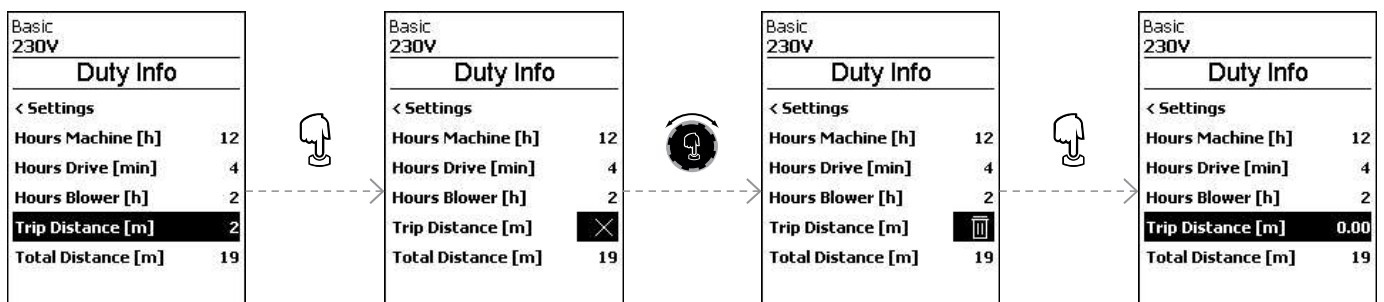 Basic
230V
Duty Info
< Settings
Hours Machine [h] 12
Hours Drive [min] 4
Hours Blower [h] 2
Trip Distance [m] 2
Total Distance [m] 19
Basic
230V
Duty Info
< Settings
Hours Machine [h] 12
Hours Drive [min] 4
Hours Blower [h] 2
Trip Distance [m]
Total Distance [m] 19
Basic
230V
Duty Info
< Settings
Hours Machine [h] 12
Hours Drive [min] 4
Hours Blower [h] 2
Trip Distance [m]
Total Distance [m] 19
Basic
230V
Duty Info
< Settings
Hours Machine [h] 12
Hours Drive [min] 4
Hours Blower [h] 2
Trip Distance [m] 0.00
Total Distance [m] 19